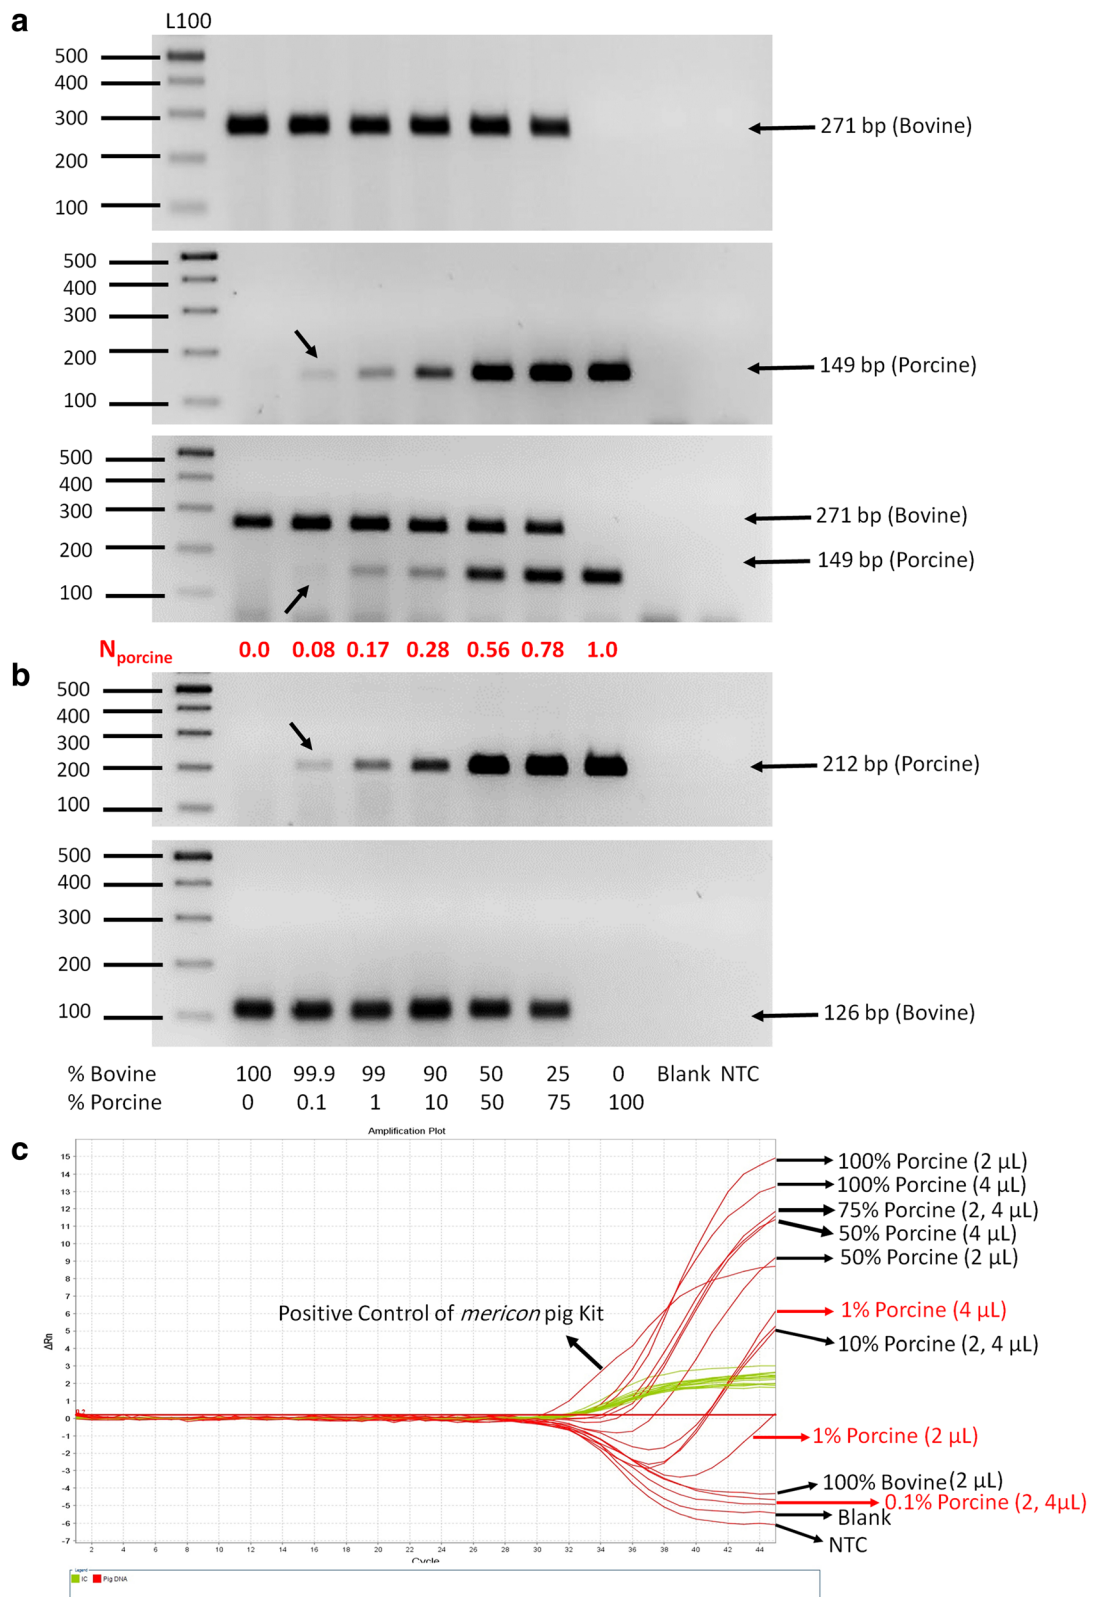 a
L100
500
400
300
200
100
271 bp (Bovine)
500
400
300
200
100
149 bp (Porcine)
500
400
300
200
100
271 bp (Bovine)
149 bp (Porcine)
Nporcine 0.0 0.08 0.17 0.28 0.56 0.78 1.0
b
500
400
300
200
100
212 bp (Porcine)
500
400
300
200
100
126 bp (Bovine)
% Bovine 100 99.9 99 90 50 25 0 Blank NTC
% Porcine 0 0.1 1 10 50 75 100
c
Amplification Plot
ΔRn
15
14
13
12
11
10
9
8
7
6
5
4
3
2
1
0
-1
-2
-3
-4
-5
-6
-7
0.2
Positive Control of mericon pig Kit
100% Porcine (2 µL)
100% Porcine (4 µL)
75% Porcine (2, 4 µL)
50% Porcine (4 µL)
50% Porcine (2 µL)
1% Porcine (4 µL)
10% Porcine (2, 4 µL)
1% Porcine (2 µL)
100% Bovine (2 µL)
0.1% Porcine (2, 4µL)
Blank
NTC
2 4 6 8 10 12 14 16 18 20 22 24 26 28 30 32 34 36 38 40 42 44
Cycle
Legend
IC Pig DNA